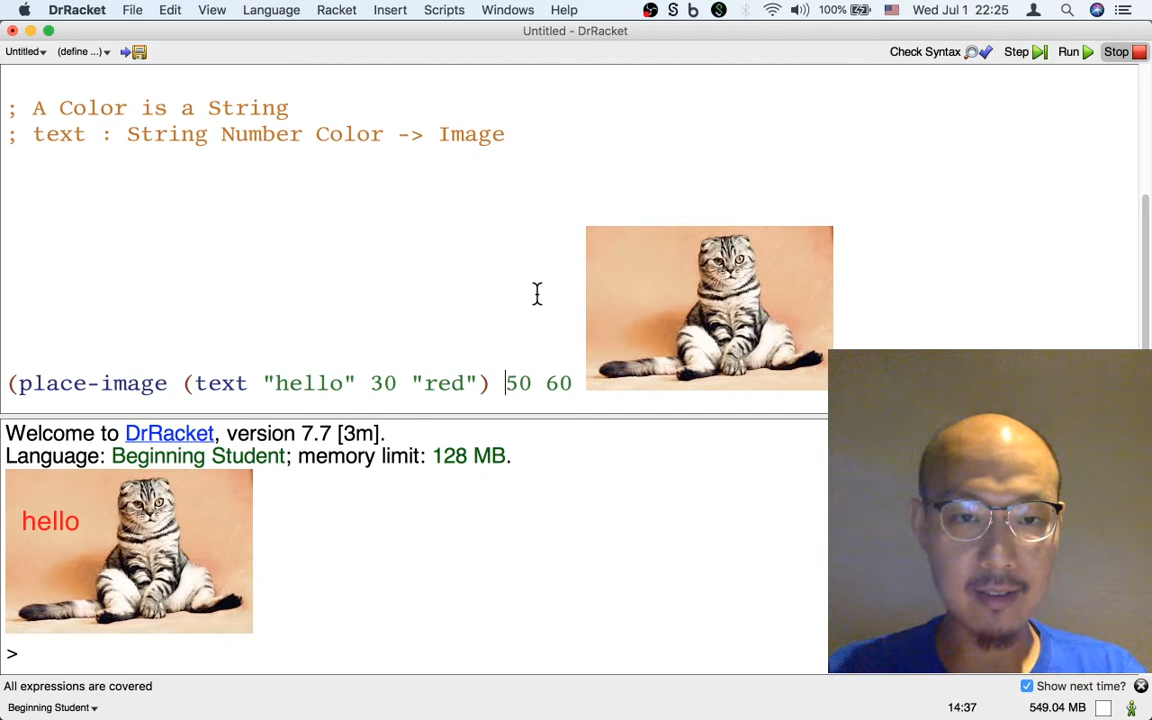 DrRacket File Edit View Language Racket Insert Scripts Windows Help 100% Wed Jul 1 22:25
Untitled - DrRacket
Untitled (define ...) Check Syntax Step Run Stop
; A Color is a String
; text : String Number Color -> Image
(place-image (text "hello" 30 "red") 50 60
Welcome to DrRacket, version 7.7 [3m].
Language: Beginning Student; memory limit: 128 MB.
hello
>
All expressions are covered Show next time?
Beginning Student 14:37 549.04 MB